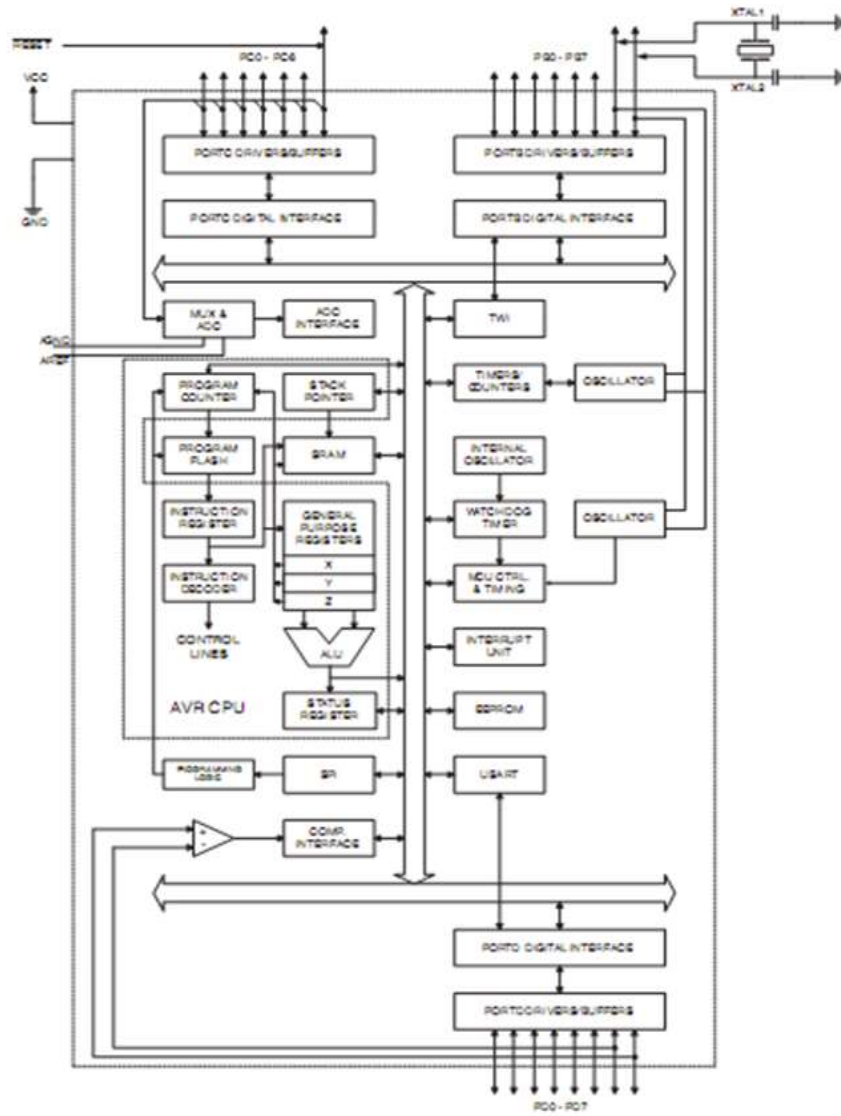 XTAL1
RESET
PC0 - PC6
PB0 - PB7
VCC
XTAL2
PORTC DRIVERS/BUFFERS
PORTB DRIVERS/BUFFERS
PORTC DIGITAL INTERFACE
PORTB DIGITAL INTERFACE
GND
MUX &
ADC
ADC
INTERFACE
TWI
AGND
AREF
PROGRAM
COUNTER
STACK
POINTER
TIMERS/
COUNTERS
OSCILLATOR
PROGRAM
FLASH
SRAM
INTERNAL
OSCILLATOR
INSTRUCTION
REGISTER
GENERAL
PURPOSE
REGISTERS
WATCHDOG
TIMER
OSCILLATOR
X
INSTRUCTION
DECODER
Y
MCU CTRL.
& TIMING
Z
CONTROL
LINES
ALU
INTERRUPT
UNIT
AVR CPU
STATUS
REGISTER
EEPROM
PROGRAMMING
LOGIC
SPI
USART
+
-
COMP.
INTERFACE
PORTD DIGITAL INTERFACE
PORTD DRIVERS/BUFFERS
PD0 - PD7